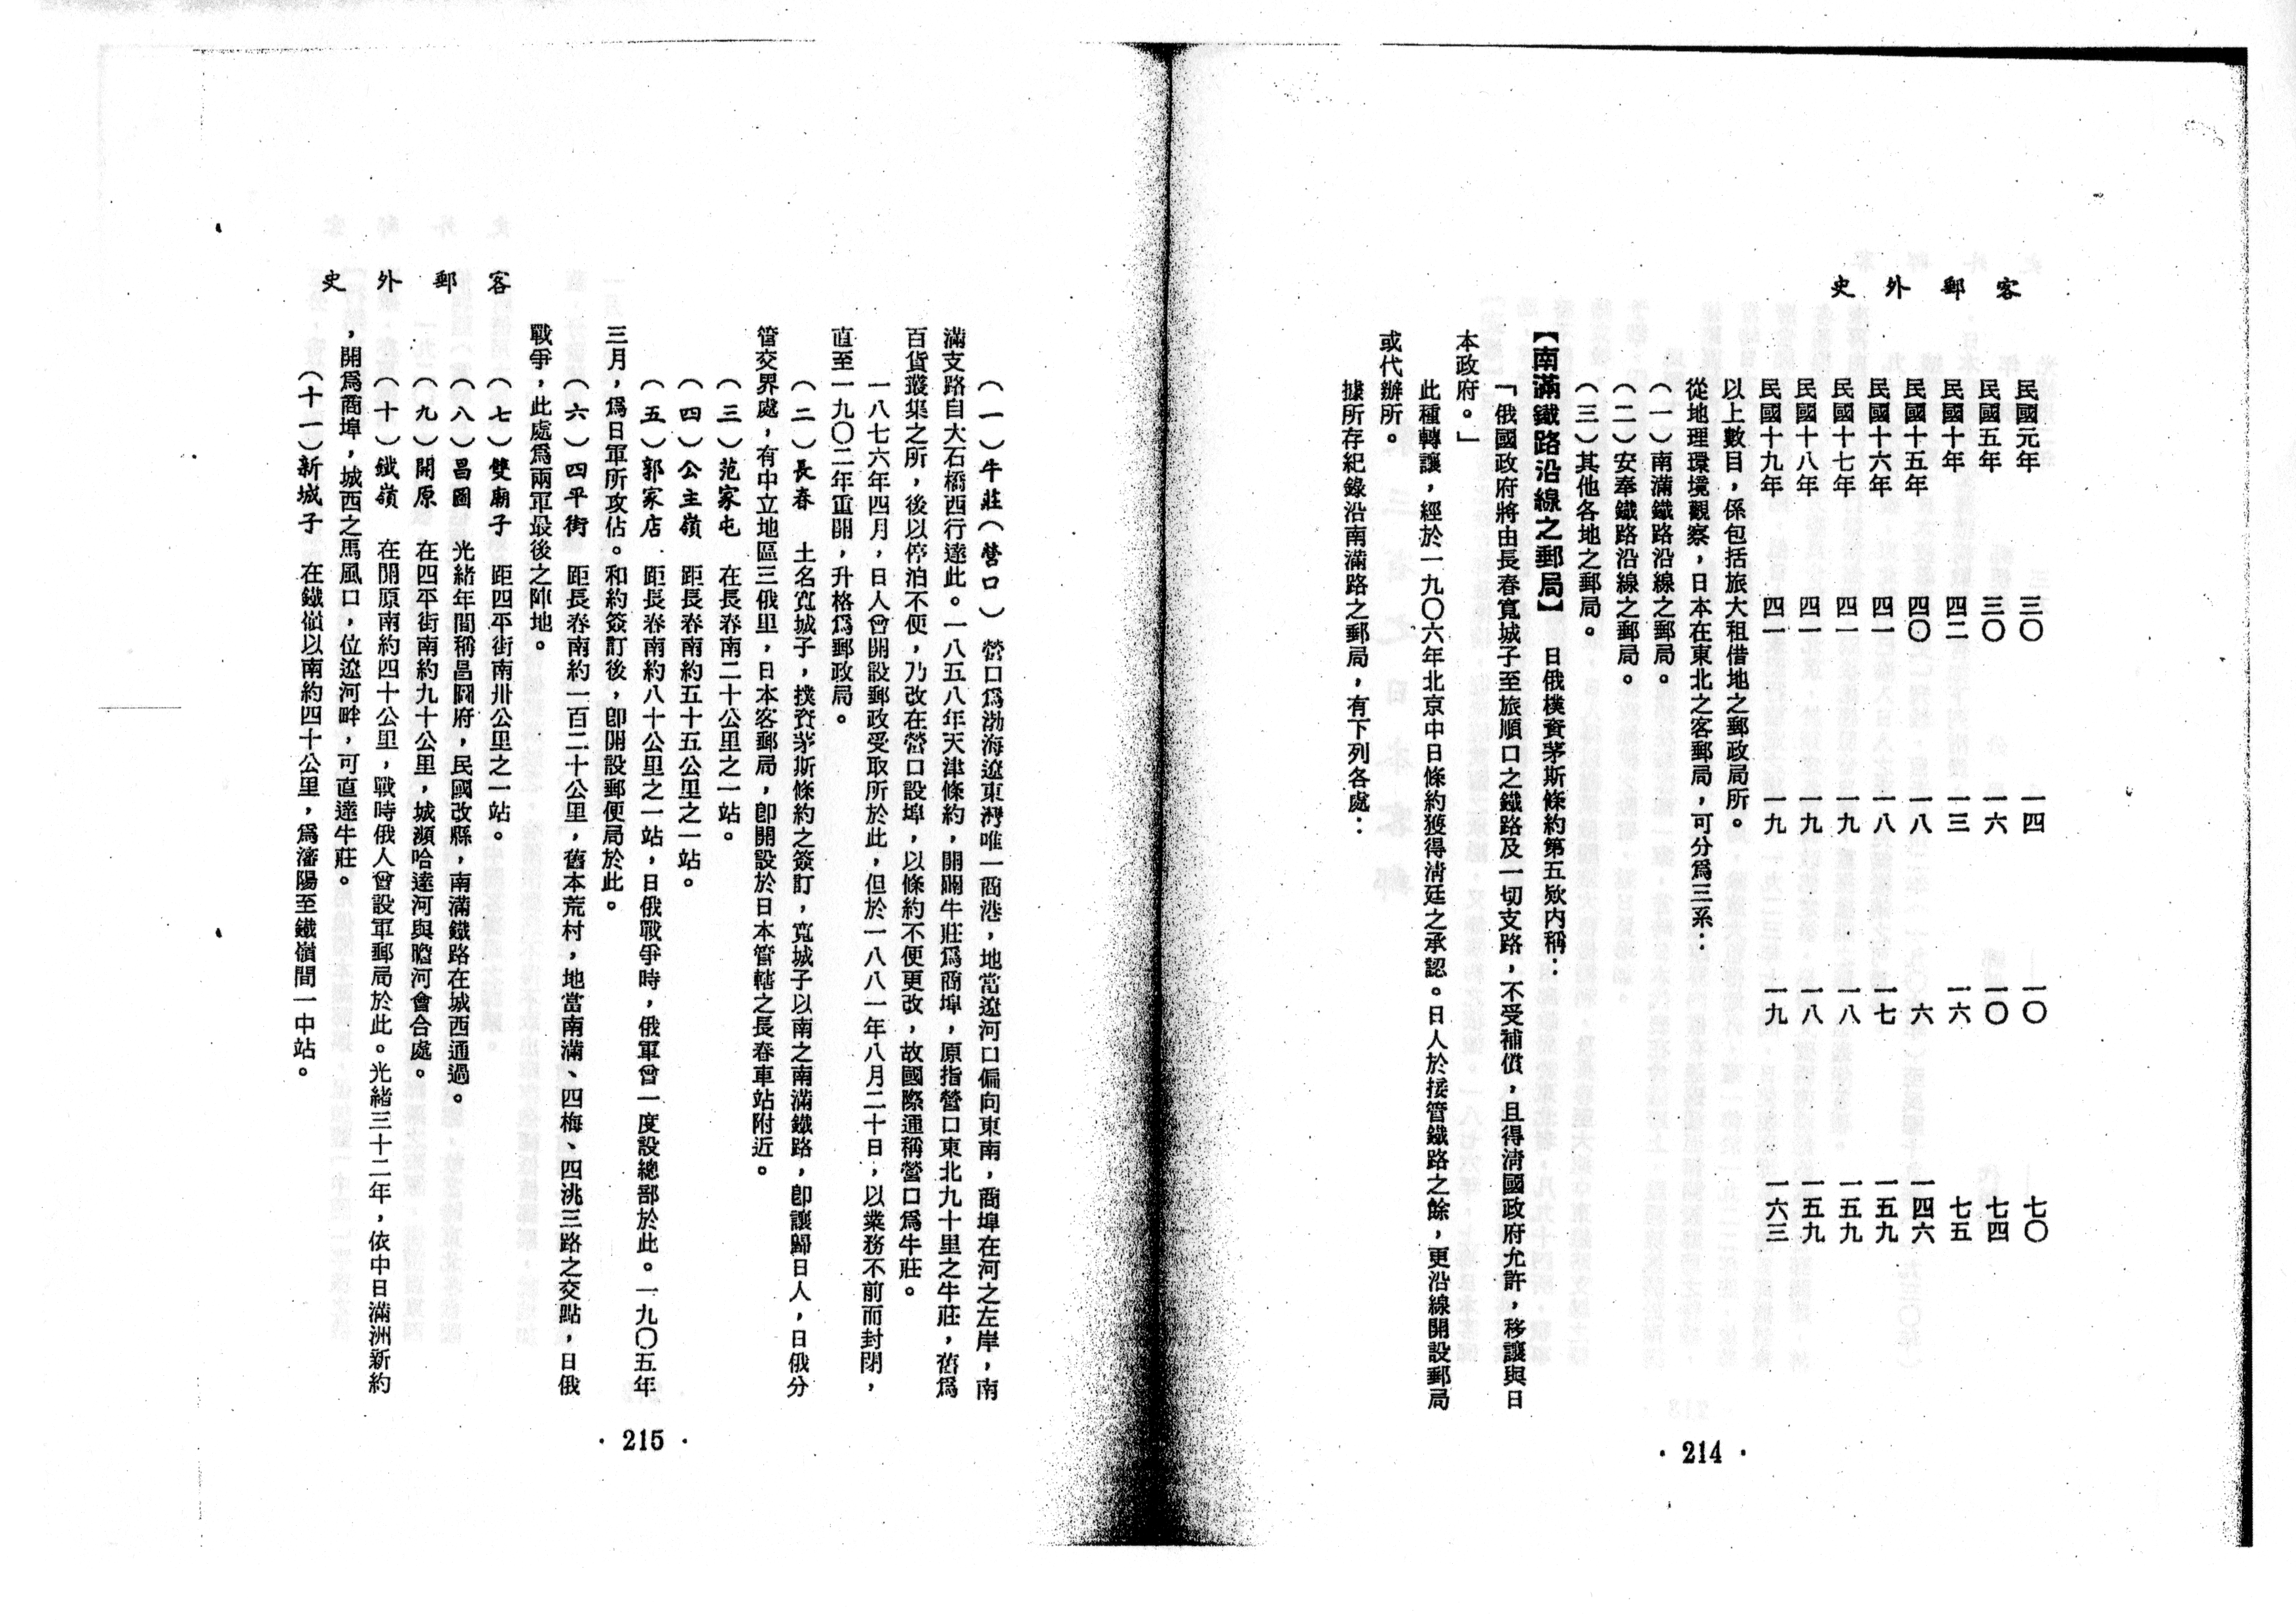 客郵外史
民國元年　三〇　一四　一〇　七〇
民國五年　三〇　一六　一〇　七四
民國十年　四二　一三　一六　七五
民國十五年　四〇　一八　六　一四六
民國十六年　四一　一八　一七　一五九
民國十七年　四一　一九　一八　一五九
民國十八年　四一　一九　一八　一五九
民國十九年　四一　一九　一九　一六三
以上數目，係包括旅大租借地之郵政局所。
從地理環境觀察，日本在東北之客郵局，可分爲三系：
（一）南滿鐵路沿線之郵局。
（二）安奉鐵路沿線之郵局。
（三）其他各地之郵局。
【南滿鐵路沿線之郵局】　日俄樸資茅斯條約第五欵內稱：
「俄國政府將由長春寬城子至旅順口之鐵路及一切支路，不受補償，且得清國政府允許，移讓與日
本政府。」
此種轉讓，經於一九〇六年北京中日條約獲得淸廷之承認。日人於接管鐵路之餘，更沿線開設郵局
或代辦所。
據所存紀錄沿南滿路之郵局，有下列各處：
• 214 •
客郵外史
（一）牛莊（營口）　營口爲渤海遼東灣唯一商港，地當遼河口偏向東南，商埠在河之左岸，南
滿支路自大石橋西行達此。一八五八年天津條約，開闢牛莊爲商埠，原指營口東北九十里之牛莊，舊爲
百貨叢集之所，後以停泊不便，乃改在營口設埠，以條約不便更改，故國際通稱營口爲牛莊。
一八七六年四月，日人曾開設郵政受取所於此，但於一八八一年八月二十日，以業務不前而封閉，
直至一九〇二年重開，升格爲郵政局。
（二）長春　土名寬城子，樸資茅斯條約之簽訂，寬城子以南之南滿鐵路，卽讓歸日人，日俄分
管交界處，有中立地區三俄里，日本客郵局，卽開設於日本管轄之長春車站附近。
（三）范家屯　在長春南二十公里之一站。
（四）公主嶺　距長春南約五十五公里之一站。
（五）郭家店　距長春南約八十公里之一站，日俄戰爭時，俄軍曾一度設總部於此。一九〇五年
三月，爲日軍所攻佔。和約簽訂後，卽開設郵便局於此。
（六）四平街　距長春南約一百二十公里，舊本荒村，地當南滿、四梅、四洮三路之交點，日俄
戰爭，此處爲兩軍最後之陣地。
（七）雙廟子　距四平街南卅公里之一站。
（八）昌圖　光緒年間稱昌圖府，民國改縣，南滿鐵路在城西通過。
（九）開原　在四平街南約九十公里，城瀕哈達河與瞻河會合處。
（十）鐵嶺　在開原南約四十公里，戰時俄人曾設軍郵局於此。光緒三十二年，依中日滿洲新約
，開爲商埠，城西之馬風口，位遼河畔，可直達牛莊。
（十一）新城子　在鐵嶺以南約四十公里，爲瀋陽至鐵嶺間一中站。
• 215 •